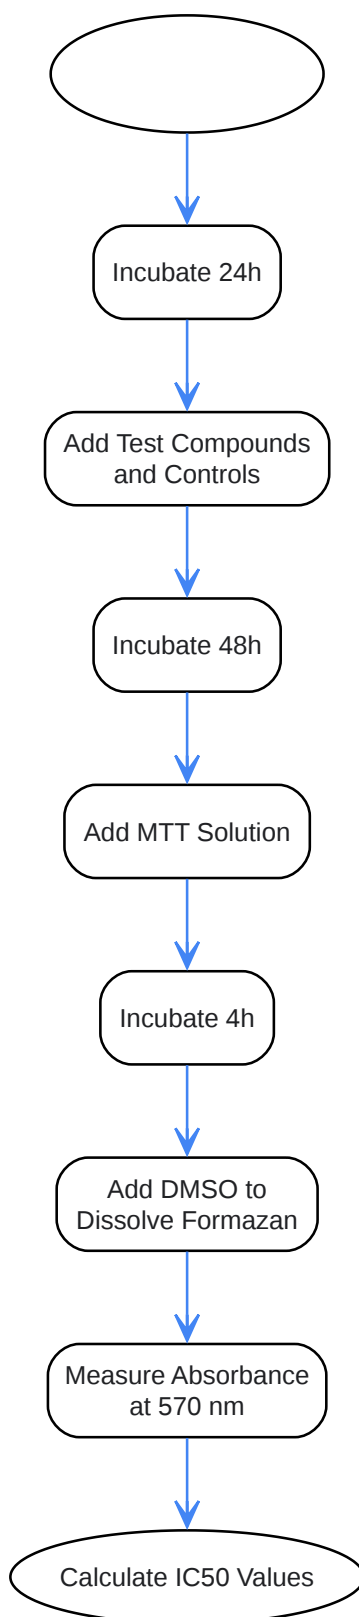 Incubate 24h
Add Test Compounds
and Controls
Incubate 48h
Add MTT Solution
Incubate 4h
Add DMSO to
Dissolve Formazan
Measure Absorbance
at 570 nm
Calculate IC50 Values